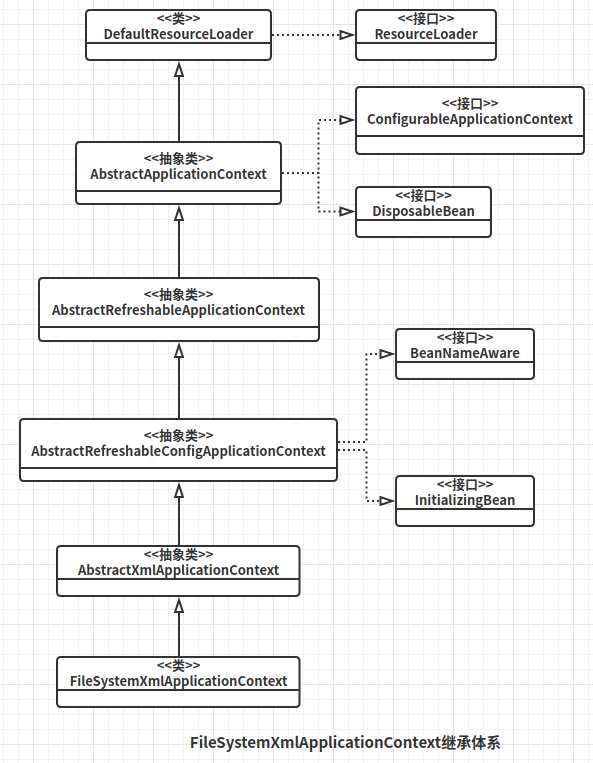 <<类>>
DefaultResourceLoader
<<接口>>
ResourceLoader
<<接口>>
ConfigurableApplicationContext
<<抽象类>>
AbstractApplicationContext
<<接口>>
DisposableBean
<<抽象类>>
AbstractRefreshableApplicationContext
<<接口>>
BeanNameAware
<<抽象类>>
AbstractRefreshableConfigApplicationContext
<<接口>>
InitializingBean
<<抽象类>>
AbstractXmlApplicationContext
<<类>>
FileSystemXmlApplicationContext
FileSystemXmlApplicationContext继承体系